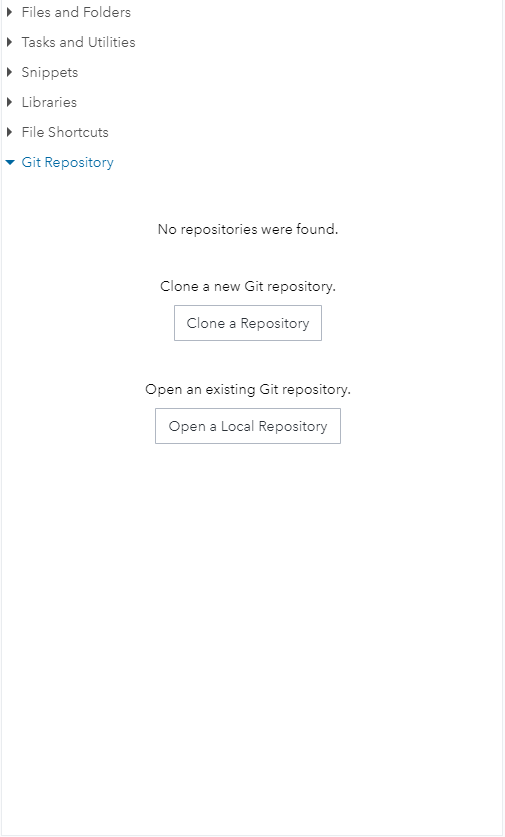 Files and Folders
Tasks and Utilities
Snippets
Libraries
File Shortcuts
Git Repository
No repositories were found.
Clone a new Git repository.
Clone a Repository
Open an existing Git repository.
Open a Local Repository